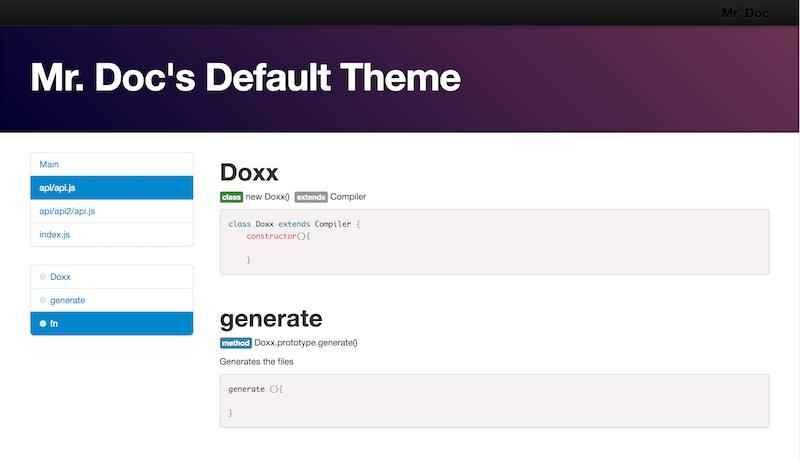 Mr. Doc
Mr. Doc's Default Theme
Main
api/api.js
api/api2/api.js
index.js
Doxx
generate
fn
Doxx
class new Doxx() extends Compiler
class Doxx extends Compiler {
constructor(){
}
generate
method Doxx.prototype.generate()
Generates the files
generate (){
}